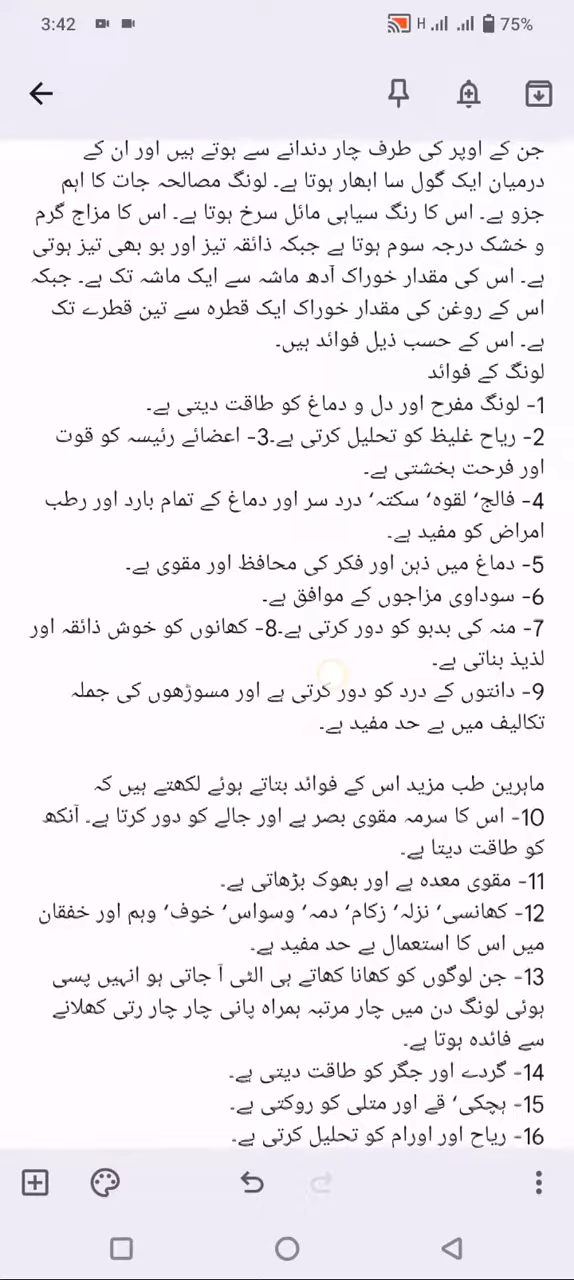 3:42
H
75%
جن کے اوپر کی طرف چار دندانے سے ہوتے ہیں اور ان کے
درمیان ایک گول سا ابھار ہوتا ہے۔ لونگ مصالحہ جات کا اہم
جزو ہے۔ اس کا رنگ سیاہی مائل سرخ ہوتا ہے۔ اس کا مزاج گرم
و خشک درجہ سوم ہوتا ہے جبکہ ذائقہ تیز اور بو بھی تیز ہوتی
ہے۔ اس کی مقدار خوراک آدھ ماشہ سے ایک ماشہ تک ہے۔ جبکہ
اس کے روغن کی مقدار خوراک ایک قطرہ سے تین قطرے تک
ہے۔ اس کے حسب ذیل فوائد ہیں۔
لونگ کے فوائد
1- لونگ مفرح اور دل و دماغ کو طاقت دیتی ہے۔
2- ریاح غلیظ کو تحلیل کرتی ہے۔3- اعضائے رئیسہ کو قوت
اور فرحت بخشتی ہے۔
4- فالج‘ لقوہ‘ سکتہ‘ درد سر اور دماغ کے تمام بارد اور رطب
امراض کو مفید ہے۔
5- دماغ میں ذہن اور فکر کی محافظ اور مقوی ہے۔
6- سوداوی مزاجوں کے موافق ہے۔
7- منہ کی بدبو کو دور کرتی ہے۔8- کھانوں کو خوش ذائقہ اور
لذیذ بناتی ہے۔
9- دانتوں کے درد کو دور کرتی ہے اور مسوڑھوں کی جملہ
تکالیف میں بے حد مفید ہے۔
ماہرین طب مزید اس کے فوائد بتاتے ہوئے لکھتے ہیں کہ
10- اس کا سرمہ مقوی بصر ہے اور جالے کو دور کرتا ہے۔ آنکھ
کو طاقت دیتا ہے۔
11- مقوی معدہ ہے اور بھوک بڑھاتی ہے۔
12- کھانسی‘ نزلہ‘ زکام‘ دمہ‘ وسواس‘ خوف‘ وہم اور خفقان
میں اس کا استعمال بے حد مفید ہے۔
13- جن لوگوں کو کھانا کھاتے ہی الٹی آ جاتی ہو انہیں پسی
ہوئی لونگ دن میں چار مرتبہ ہمراہ پانی چار چار رتی کھلانے
سے فائدہ ہوتا ہے۔
14- گردے اور جگر کو طاقت دیتی ہے۔
15- ہچکی‘ قے اور متلی کو روکتی ہے۔
16- ریاح اور اورام کو تحلیل کرتی ہے۔